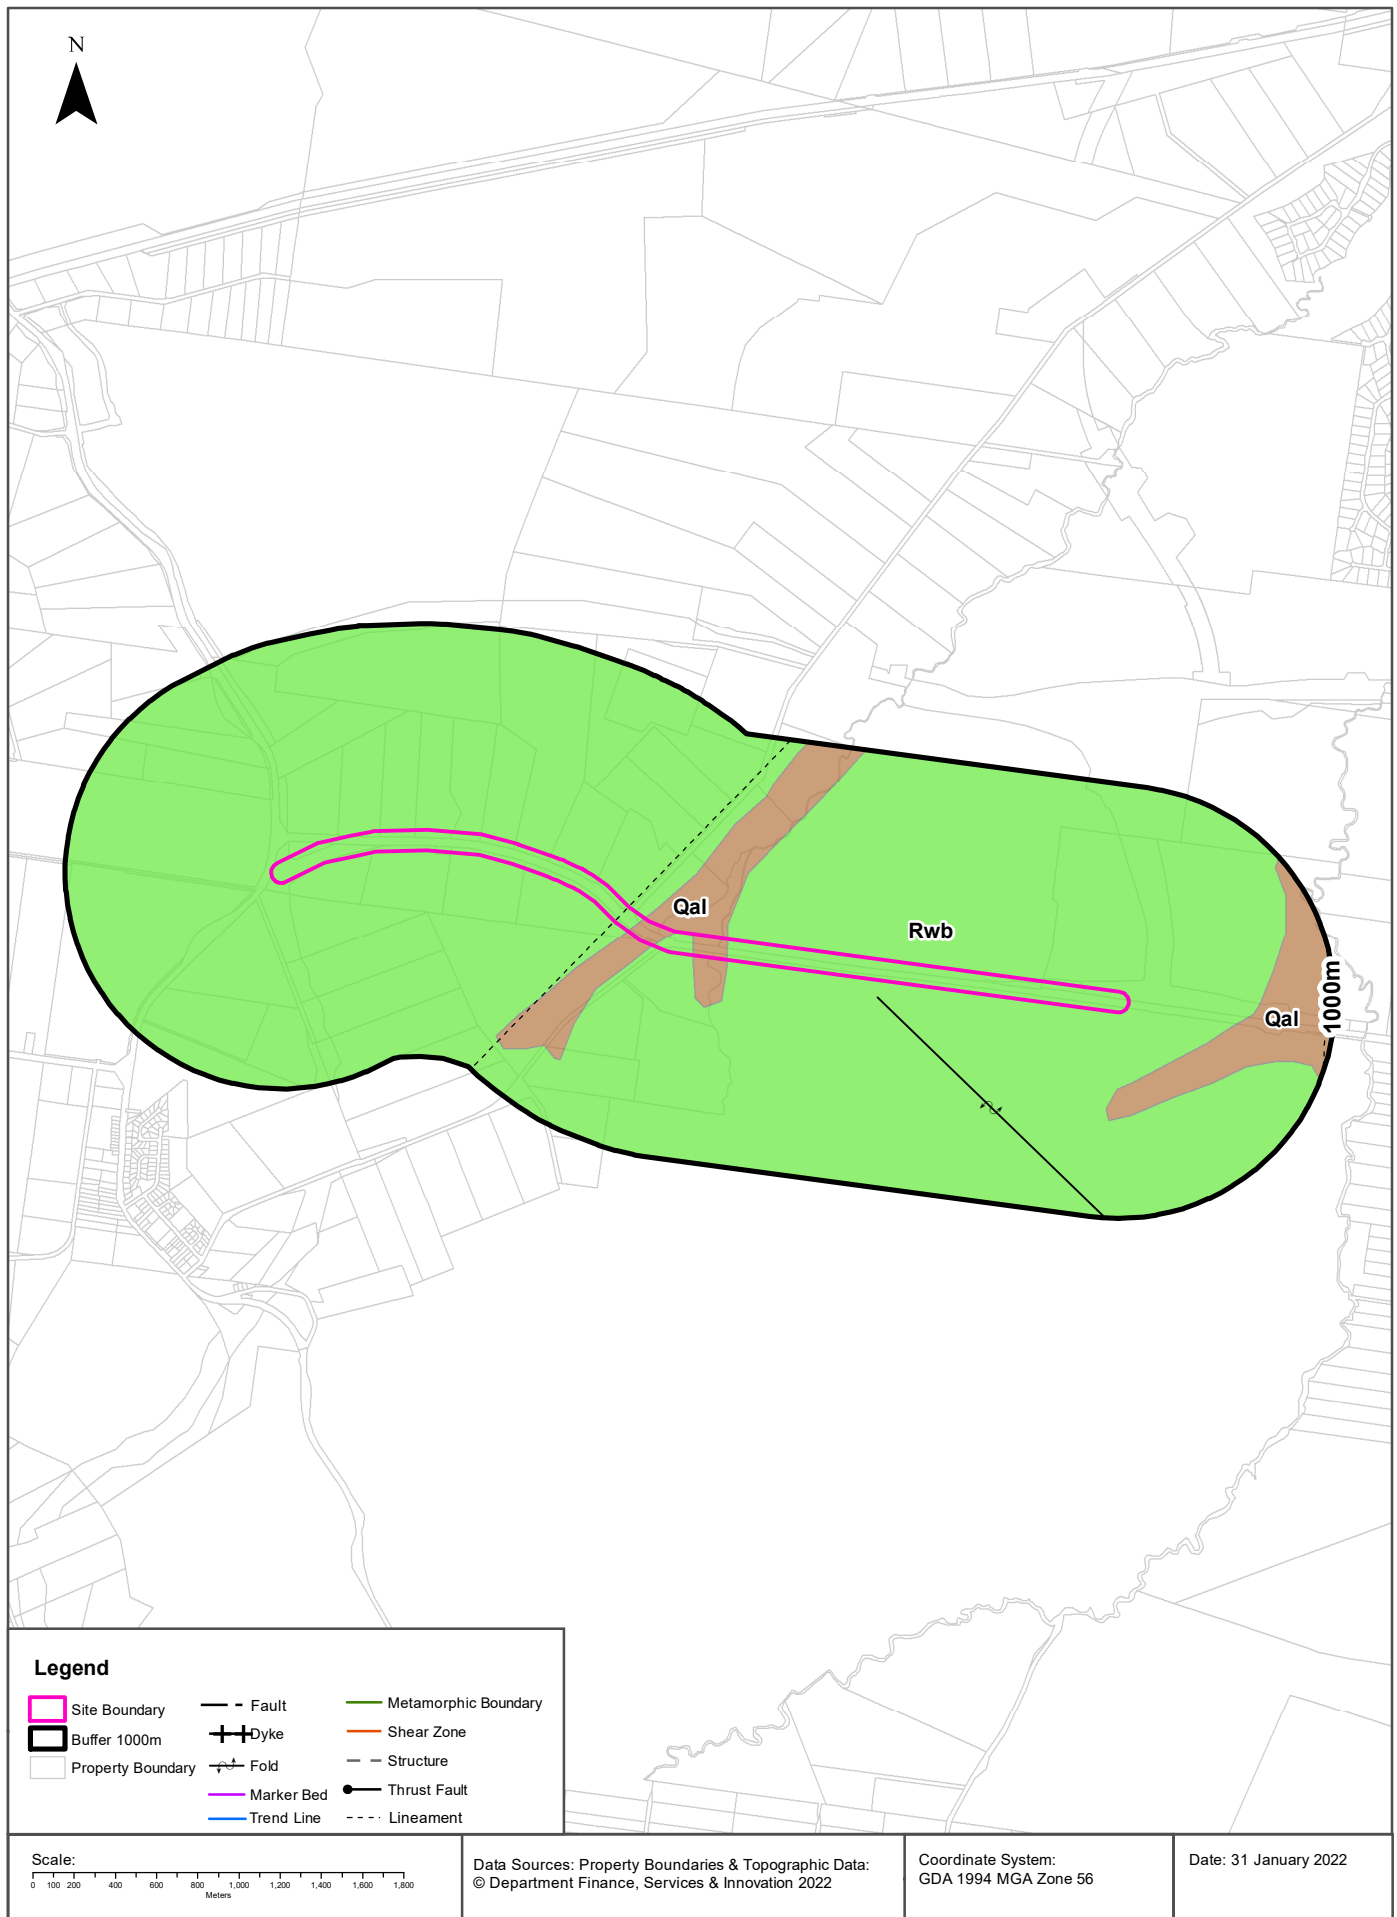 N
Qal
Rwb
Qal
1000m
Legend
Site Boundary
Buffer 1000m
Property Boundary
Fault
Dyke
Fold
Marker Bed
Trend Line
Metamorphic Boundary
Shear Zone
Structure
Thrust Fault
Lineament
Scale:
0 100 200 400 600 800 1,000 1,200 1,400 1,600 1,800
Meters
Data Sources: Property Boundaries & Topographic Data:
© Department Finance, Services & Innovation 2022
Coordinate System:
GDA 1994 MGA Zone 56
Date: 31 January 2022